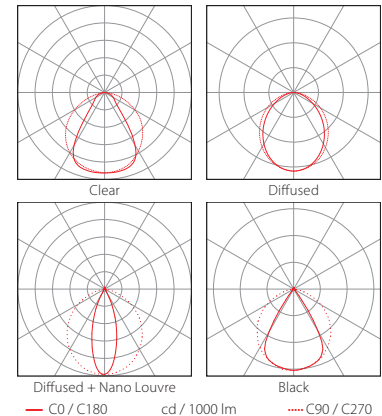 Clear
Diffused
Diffused + Nano Louvre
Black
C0 / C180
cd / 1000 lm
C90 / C270